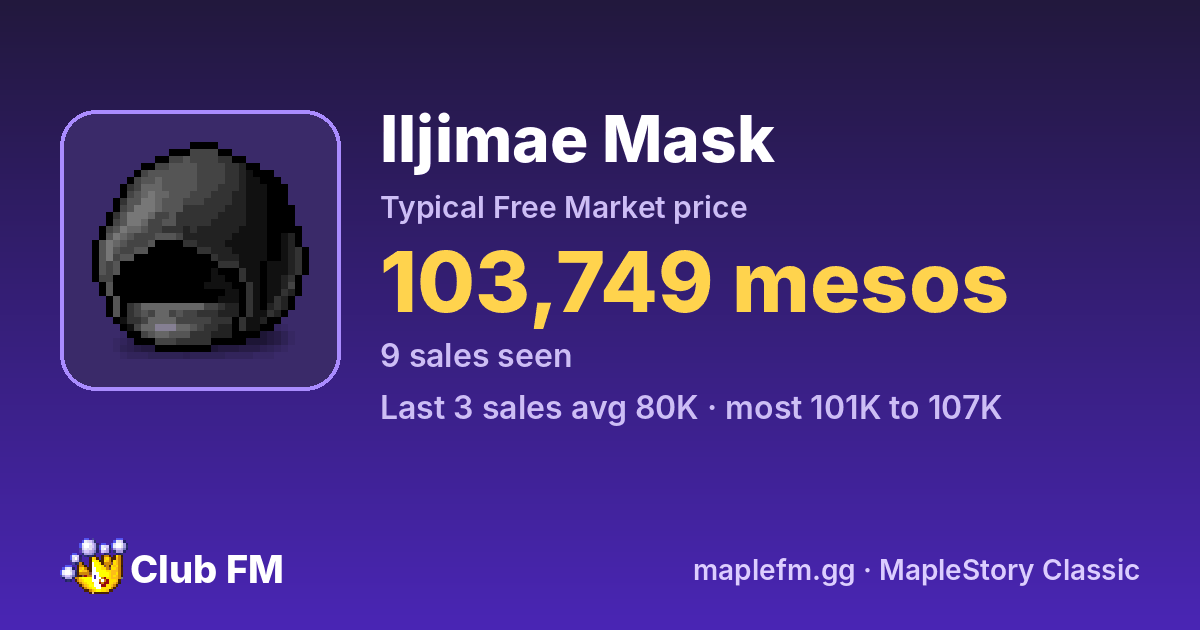 Iljimae Mask
Typical Free Market price
103,749 mesos
9 sales seen
Last 3 sales avg 80K · most 101K to 107K
Club FM
maplefm.gg · MapleStory Classic